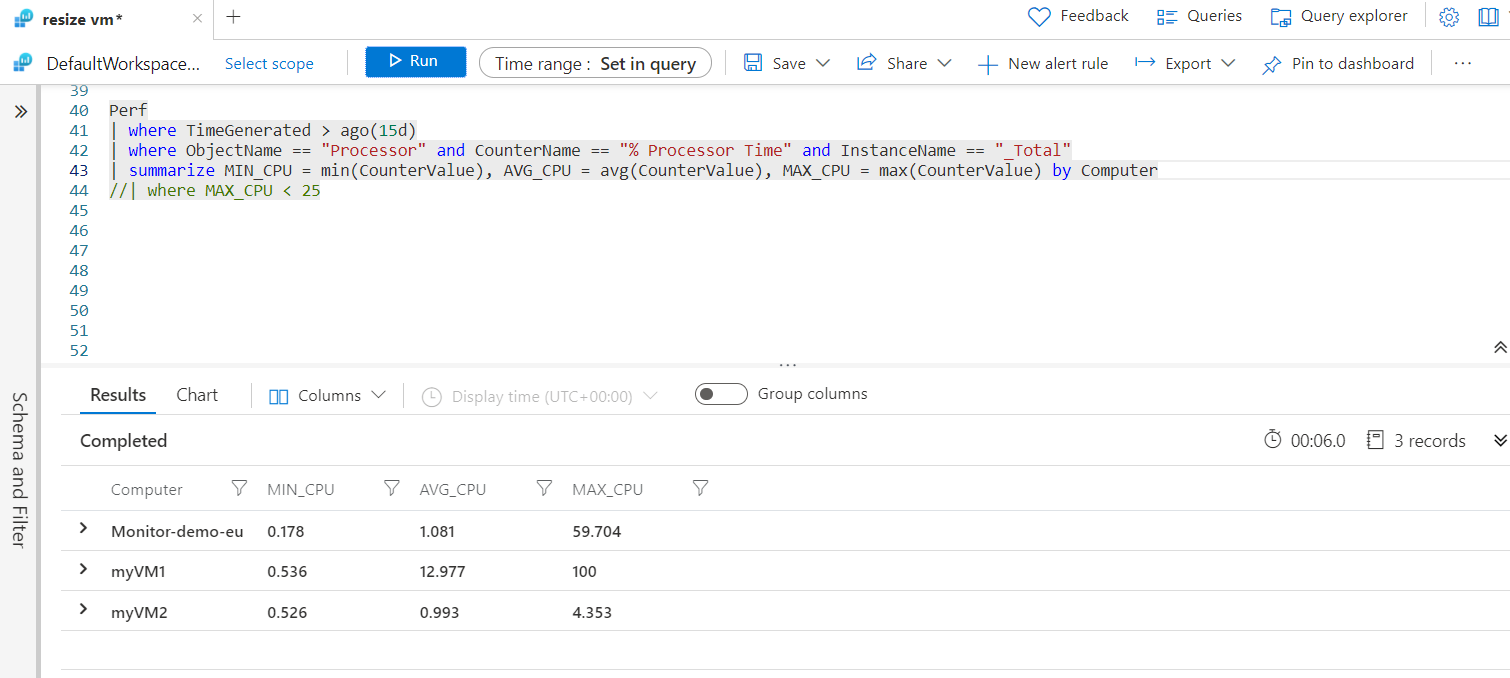 resize vm*
Feedback
Queries
Query explorer
DefaultWorkspace...
Select scope
Run
Time range : Set in query
Save
Share
New alert rule
Export
Pin to dashboard
...
39
40 Perf
41 | where TimeGenerated > ago(15d)
42 | where ObjectName == "Processor" and CounterName == "% Processor Time" and InstanceName == "_Total"
43 | summarize MIN_CPU = min(CounterValue), AVG_CPU = avg(CounterValue), MAX_CPU = max(CounterValue) by Computer
44 //| where MAX_CPU < 25
45
46
47
48
49
50
51
52
Schema and Filter
Results
Chart
Columns
Display time (UTC+00:00)
Group columns
Completed
00:06.0
3 records
Computer MIN_CPU AVG_CPU MAX_CPU
Monitor-demo-eu 0.178 1.081 59.704
myVM1 0.536 12.977 100
myVM2 0.526 0.993 4.353